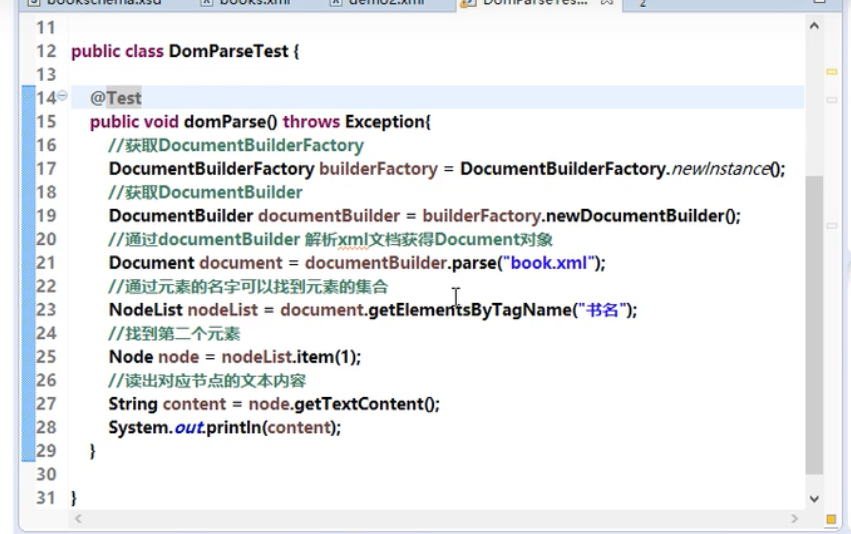 bookschema.xsd books.xml demo2.xml DomParseTes... 2
11
12 public class DomParseTest {
13
14 @Test
15 public void domParse() throws Exception{
16 //获取DocumentBuilderFactory
17 DocumentBuilderFactory builderFactory = DocumentBuilderFactory.newInstance();
18 //获取DocumentBuilder
19 DocumentBuilder documentBuilder = builderFactory.newDocumentBuilder();
20 //通过documentBuilder 解析xml文档获得Document对象
21 Document document = documentBuilder.parse("book.xml");
22 //通过元素的名字可以找到元素的集合
23 NodeList nodeList = document.getElementsByTagName("书名");
24 //找到第二个元素
25 Node node = nodeList.item(1);
26 //读出对应节点的文本内容
27 String content = node.getTextContent();
28 System.out.println(content);
29 }
30
31 }